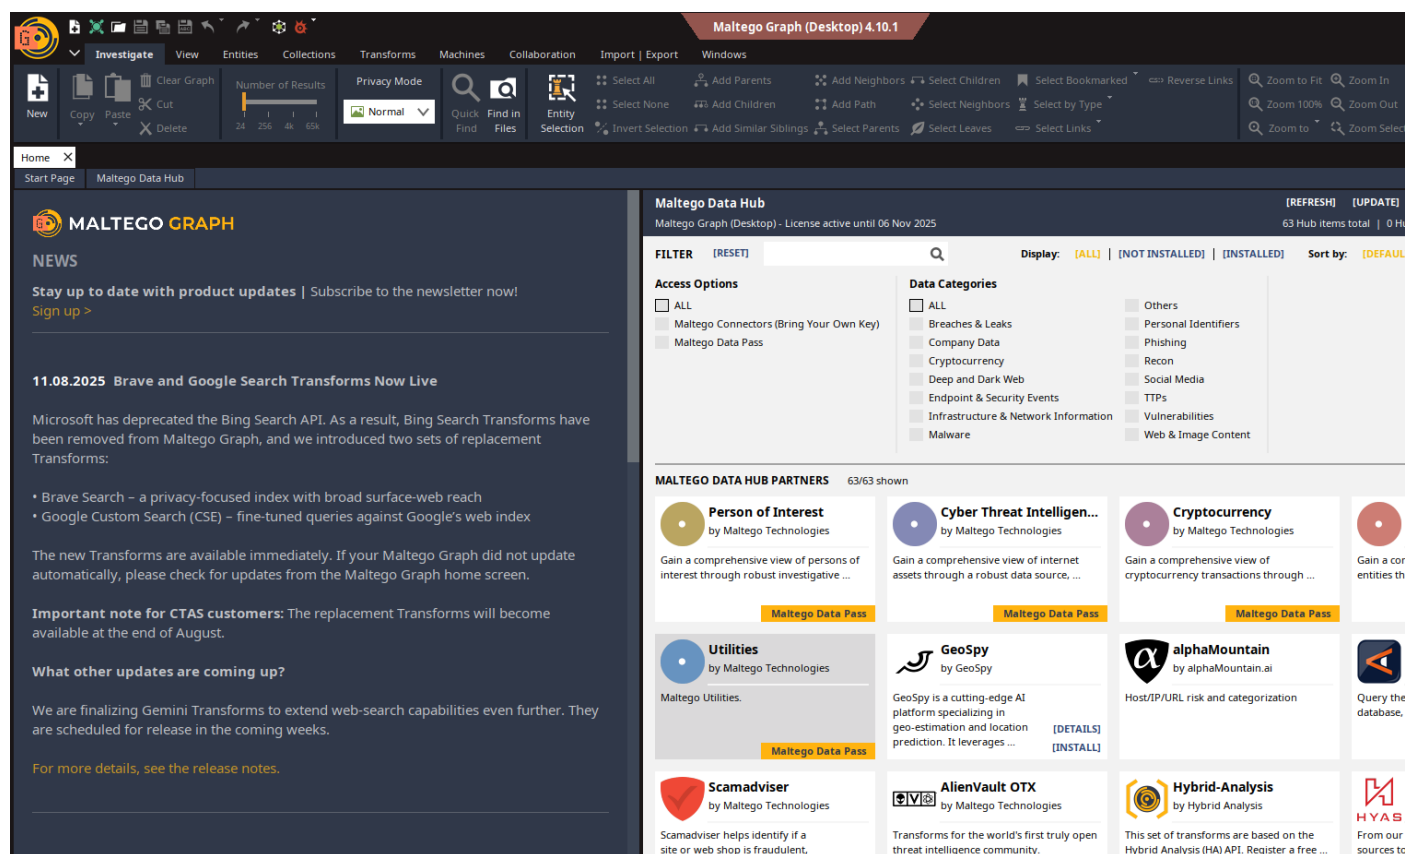 Maltego Graph (Desktop) 4.10.1
Investigate View Entities Collections Transforms Machines Collaboration Import | Export Windows
New
Copy
Paste
Clear Graph
Cut
Delete
Number of Results
24 256 4k 65k
Privacy Mode
Normal
Quick Find
Find in Files
Entity Selection
Select All
Select None
Invert Selection
Add Parents
Add Children
Add Similar Siblings
Add Neighbors
Add Path
Select Parents
Select Children
Select Neighbors
Select Leaves
Select Bookmarked
Select by Type
Select Links
Reverse Links
Zoom to Fit
Zoom 100%
Zoom to
Zoom In
Zoom Out
Zoom Selec
Home
Start Page Maltego Data Hub
MALTEGO GRAPH
NEWS
Stay up to date with product updates | Subscribe to the newsletter now!
Sign up >
11.08.2025 Brave and Google Search Transforms Now Live
Microsoft has deprecated the Bing Search API. As a result, Bing Search Transforms have
been removed from Maltego Graph, and we introduced two sets of replacement
Transforms:
• Brave Search – a privacy-focused index with broad surface-web reach
• Google Custom Search (CSE) – fine-tuned queries against Google’s web index
The new Transforms are available immediately. If your Maltego Graph did not update
automatically, please check for updates from the Maltego Graph home screen.
Important note for CTAS customers: The replacement Transforms will become
available at the end of August.
What other updates are coming up?
We are finalizing Gemini Transforms to extend web-search capabilities even further. They
are scheduled for release in the coming weeks.
For more details, see the release notes.
Maltego Data Hub
[REFRESH] [UPDATE]
Maltego Graph (Desktop) - License active until 06 Nov 2025
63 Hub items total | 0 Hu
FILTER [RESET]
Display: [ALL] | [NOT INSTALLED] | [INSTALLED] Sort by: [DEFAUL
Access Options
ALL
Maltego Connectors (Bring Your Own Key)
Maltego Data Pass
Data Categories
ALL
Breaches & Leaks
Company Data
Cryptocurrency
Deep and Dark Web
Endpoint & Security Events
Infrastructure & Network Information
Malware
Others
Personal Identifiers
Phishing
Recon
Social Media
TTPs
Vulnerabilities
Web & Image Content
MALTEGO DATA HUB PARTNERS 63/63 shown
Person of Interest
by Maltego Technologies
Gain a comprehensive view of persons of
interest through robust investigative ...
Maltego Data Pass
Cyber Threat Intelligen...
by Maltego Technologies
Gain a comprehensive view of internet
assets through a robust data source, ...
Maltego Data Pass
Cryptocurrency
by Maltego Technologies
Gain a comprehensive view of
cryptocurrency transactions through ...
Maltego Data Pass
Gain a cor
entities th
Utilities
by Maltego Technologies
Maltego Utilities.
Maltego Data Pass
GeoSpy
by GeoSpy
GeoSpy is a cutting-edge AI
platform specializing in
geo-estimation and location
prediction. It leverages ...
[DETAILS]
[INSTALL]
alphaMountain
by alphaMountain.ai
Host/IP/URL risk and categorization
Query the
database,
Scamadviser
by Maltego Technologies
Scamadviser helps identify if a
site or web shop is fraudulent,
AlienVault OTX
by Maltego Technologies
Transforms for the world's first truly open
threat intelligence community.
Hybrid-Analysis
by Hybrid Analysis
This set of transforms are based on the
Hybrid Analysis (HA) API. Register a free ...
HYAS
From our
sources to